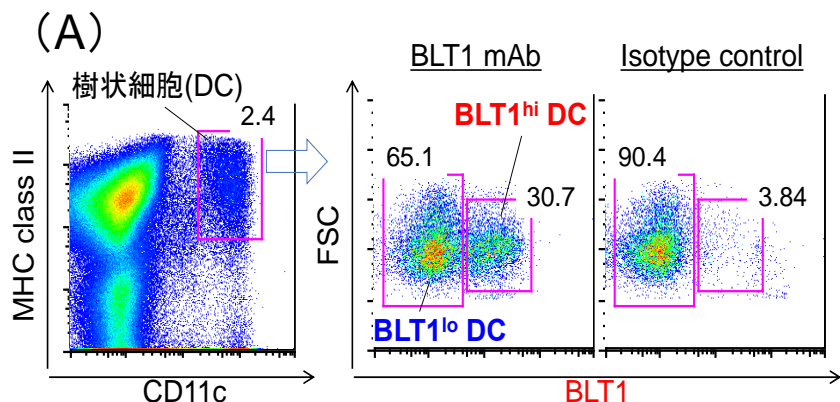 (A)
樹状細胞(DC)
2.4
MHC class II
CD11c
BLT1 mAb
Isotype control
BLT1hi DC
65.1
30.7
90.4
3.84
FSC
BLT1lo DC
BLT1